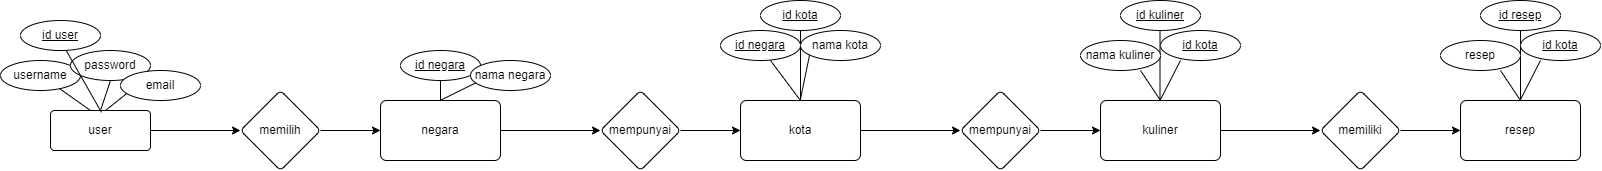 id user
username
password
email
user
memilih
id negara
nama negara
negara
mempunyai
id kota
id negara
nama kota
kota
mempunyai
id kuliner
nama kuliner
id kota
kuliner
memiliki
id resep
resep
id kota
resep